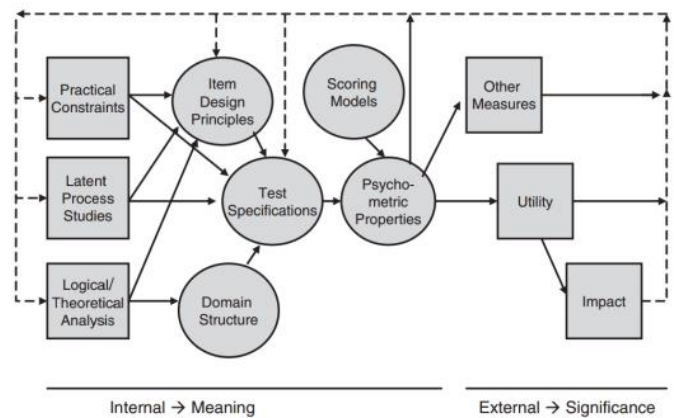 Practical
Constraints
Item
Design
Principles
Scoring
Models
Other
Measures
Latent
Process
Studies
Test
Specifications
Psycho-
metric
Properties
Utility
Logical/
Theoretical
Analysis
Domain
Structure
Impact
Internal → Meaning
External → Significance